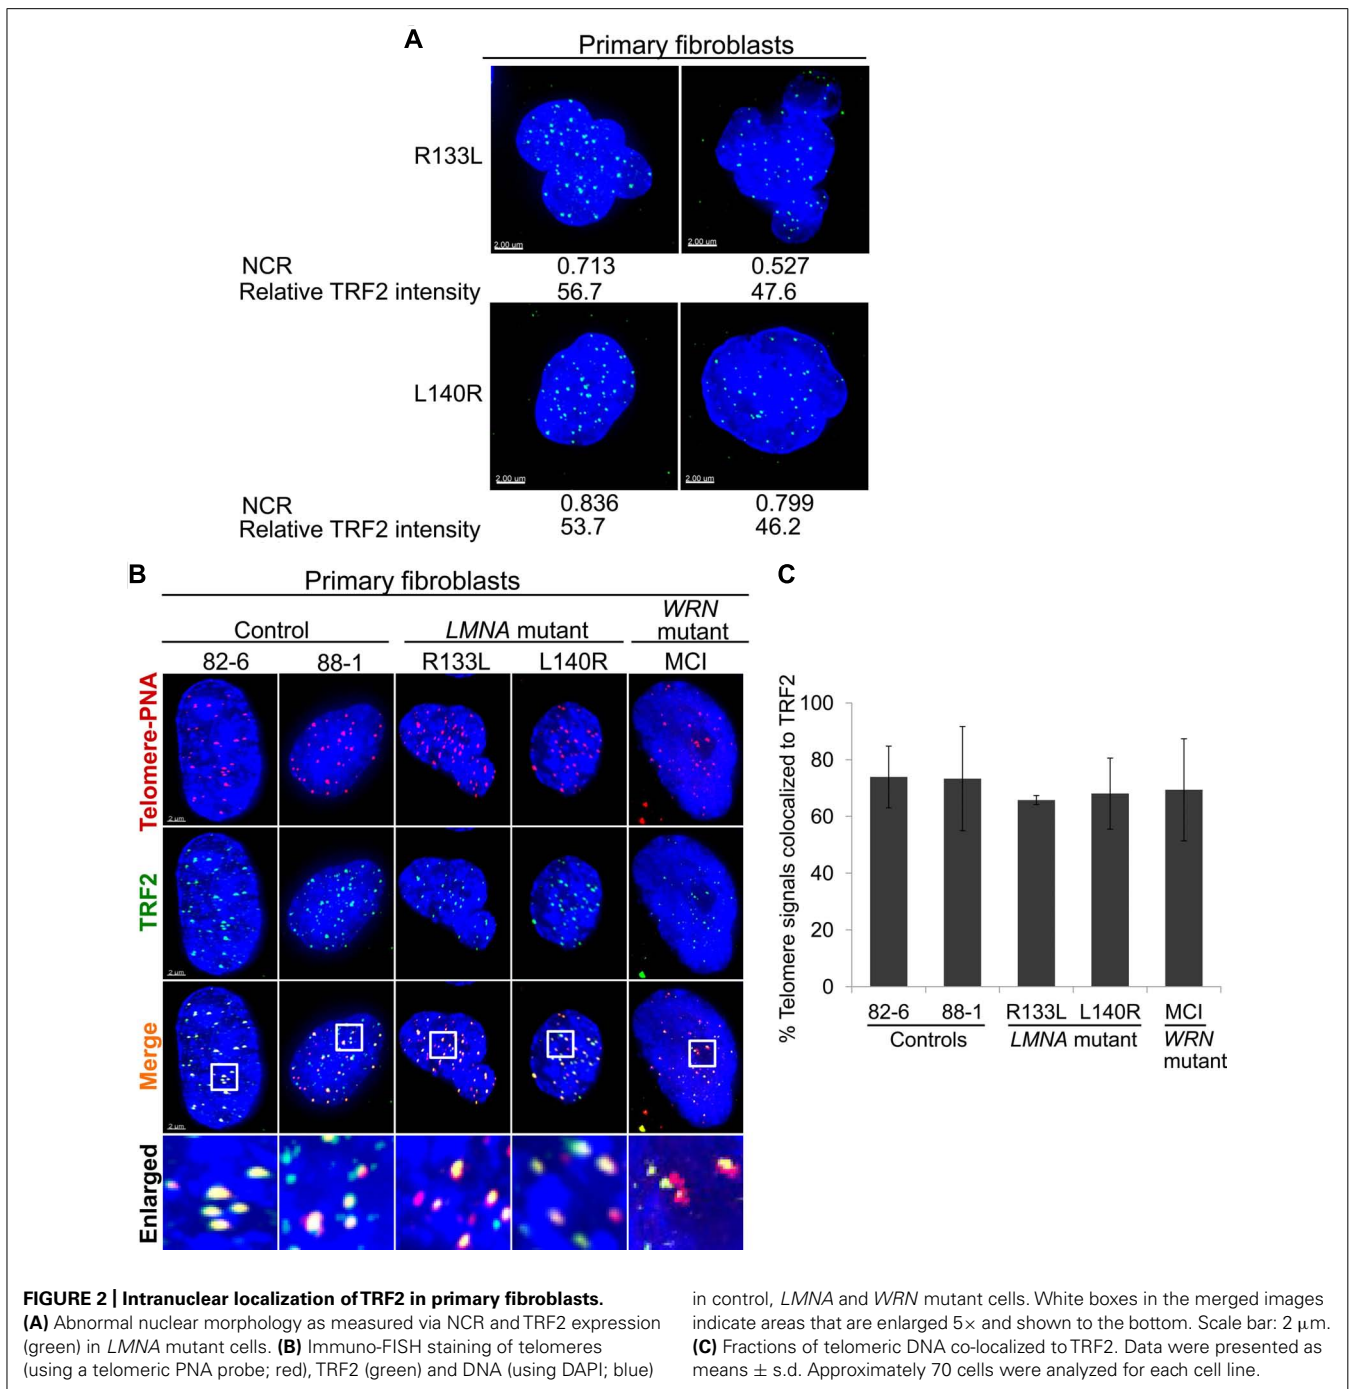 A
Primary fibroblasts
R133L
2.00 um
2.00 um
NCR 0.713 0.527
Relative TRF2 intensity 56.7 47.6
L140R
2.00 um
2.00 um
NCR 0.836 0.799
Relative TRF2 intensity 53.7 46.2
B
Primary fibroblasts
Control
LMNA mutant
WRN
mutant
82-6 88-1 R133L L140R MCI
Telomere-PNA
2 µm
TRF2
2 µm
Merge
2 µm
Enlarged
C
% Telomere signals colocalized to TRF2
100
80
60
40
20
0
82-6 88-1 R133L L140R MCI
Controls LMNA mutant WRN
mutant
FIGURE 2 | Intranuclear localization of TRF2 in primary fibroblasts.
(A) Abnormal nuclear morphology as measured via NCR and TRF2 expression
(green) in LMNA mutant cells. (B) Immuno-FISH staining of telomeres
(using a telomeric PNA probe; red), TRF2 (green) and DNA (using DAPI; blue)
in control, LMNA and WRN mutant cells. White boxes in the merged images
indicate areas that are enlarged 5× and shown to the bottom. Scale bar: 2 μm.
(C) Fractions of telomeric DNA co-localized to TRF2. Data were presented as
means ± s.d. Approximately 70 cells were analyzed for each cell line.